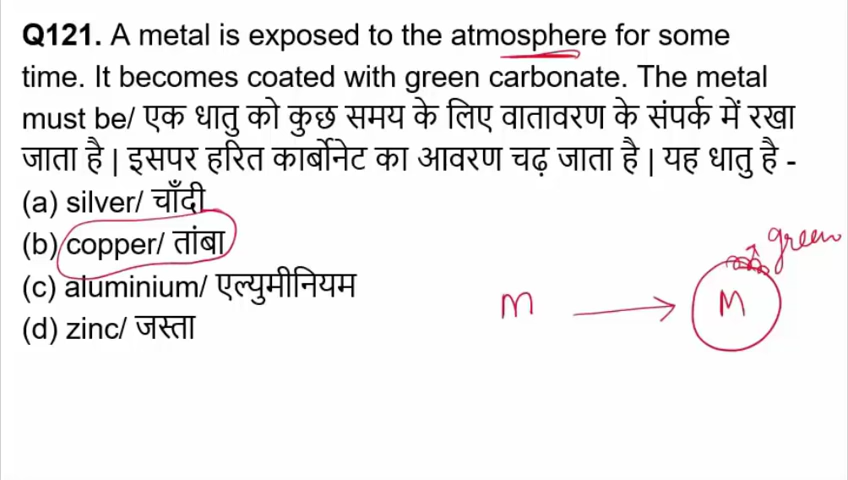 Q121. A metal is exposed to the atmosphere for some
time. It becomes coated with green carbonate. The metal
must be/ एक धातु को कुछ समय के लिए वातावरण के संपर्क में रखा
जाता है | इसपर हरित कार्बोनेट का आवरण चढ़ जाता है | यह धातु है -
(a) silver/ चाँदी
(b) copper/ तांबा
(c) aluminium/ एल्युमीनियम
(d) zinc/ जस्ता
green
M
M